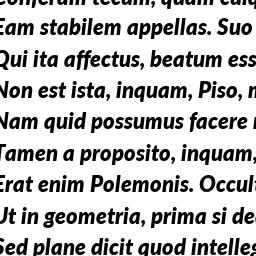 Conferam tecum, quam cuiq
Eam stabilem appellas. Suo
Qui ita affectus, beatum ess
Non est ista, inquam, Piso, m
Nam quid possumus facere
Tamen a proposito, inquam,
Erat enim Polemonis. Occult
Ut in geometria, prima si de
Sed plane dicit quod intelleg